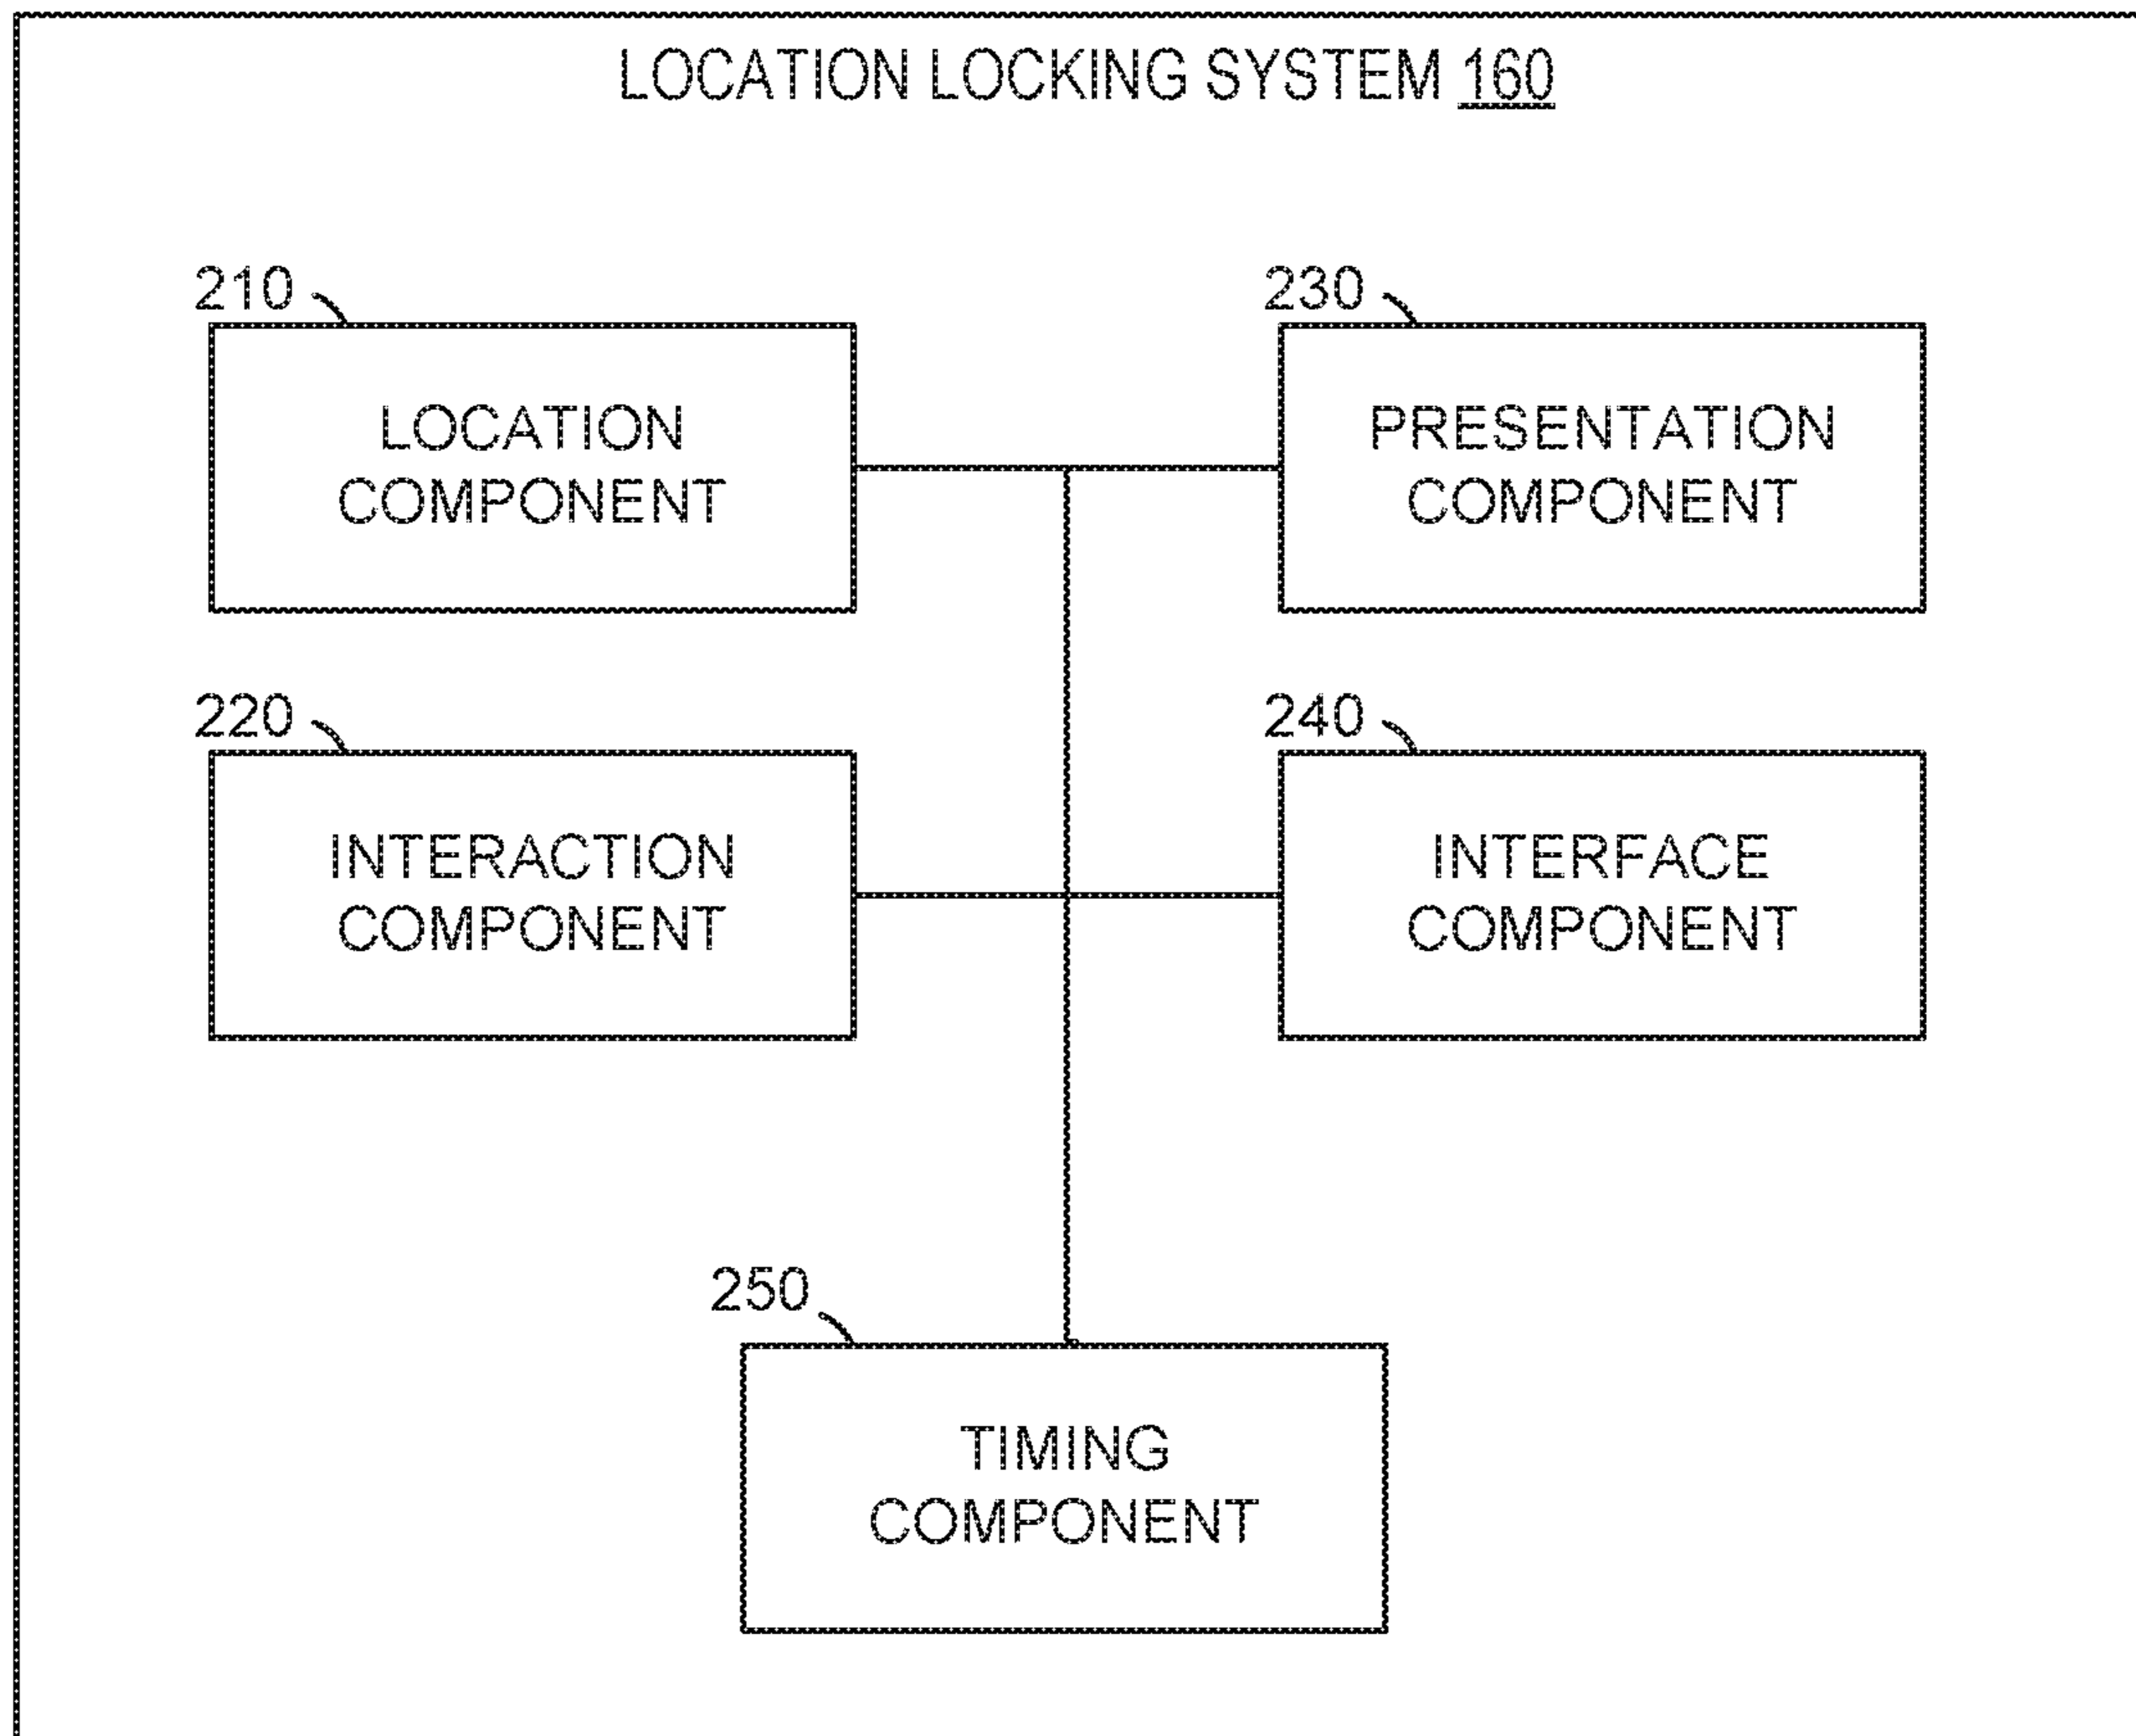 LOCATION LOCKING SYSTEM 160
210
LOCATION
COMPONENT
230
PRESENTATION
COMPONENT
220
INTERACTION
COMPONENT
240
INTERFACE
COMPONENT
250
TIMING
COMPONENT